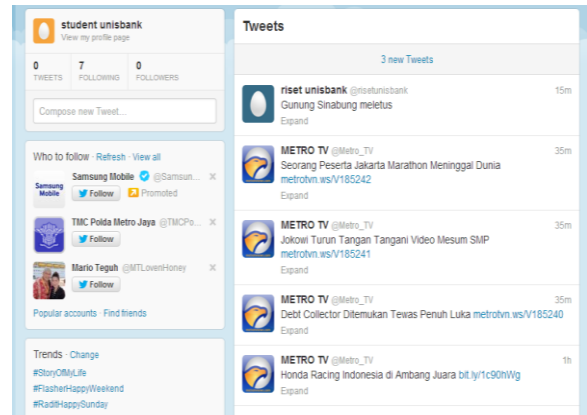 student unisbank
View my profile page
0 7 0
TWEETS FOLLOWING FOLLOWERS
Compose new Tweet...
Who to follow · Refresh · View all
Samsung Mobile @Samsun... x
Samsung Mobile
Follow Promoted
TMC Polda Metro Jaya @TMCPo... x
Follow
Mario Teguh @MTLovenHoney x
Follow
Popular accounts · Find friends
Trends · Change
#StoryOfMyLife
#FlasherHappyWeekend
#RaditHappySunday
Tweets
3 new Tweets
riset unisbank @risetunisbank 15m
Gunung Sinabung meletus
Expand
METRO TV @Metro_TV 35m
Seorang Peserta Jakarta Marathon Meninggal Dunia
metrotvn.ws/V185242
Expand
METRO TV @Metro_TV 35m
Jokowi Turun Tangan Tangani Video Mesum SMP
metrotvn.ws/V185241
Expand
METRO TV @Metro_TV 35m
Debt Collector Ditemukan Tewas Penuh Luka metrotvn.ws/V185240
Expand
METRO TV @Metro_TV 1h
Honda Racing Indonesia di Ambang Juara bit.ly/1c90hWg
Expand